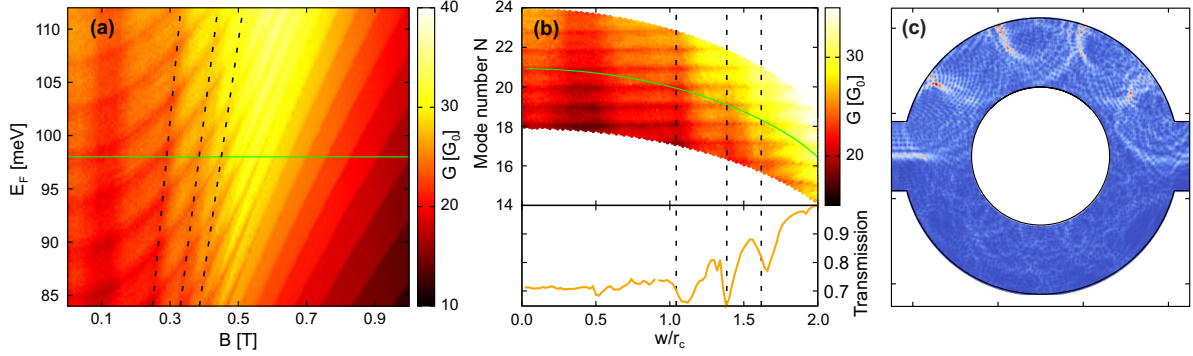 (a)
E_F [meV]
110
105
100
95
90
85
0.1 0.3 0.5 0.7 0.9
B [T]
40
30
20
10
G [G₀]
(b)
Mode number N
24
22
20
18
16
14
30
20
G [G₀]
0.9
0.8
0.7
Transmission
0.0 0.5 1.0 1.5 2.0
w/r_c
(c)